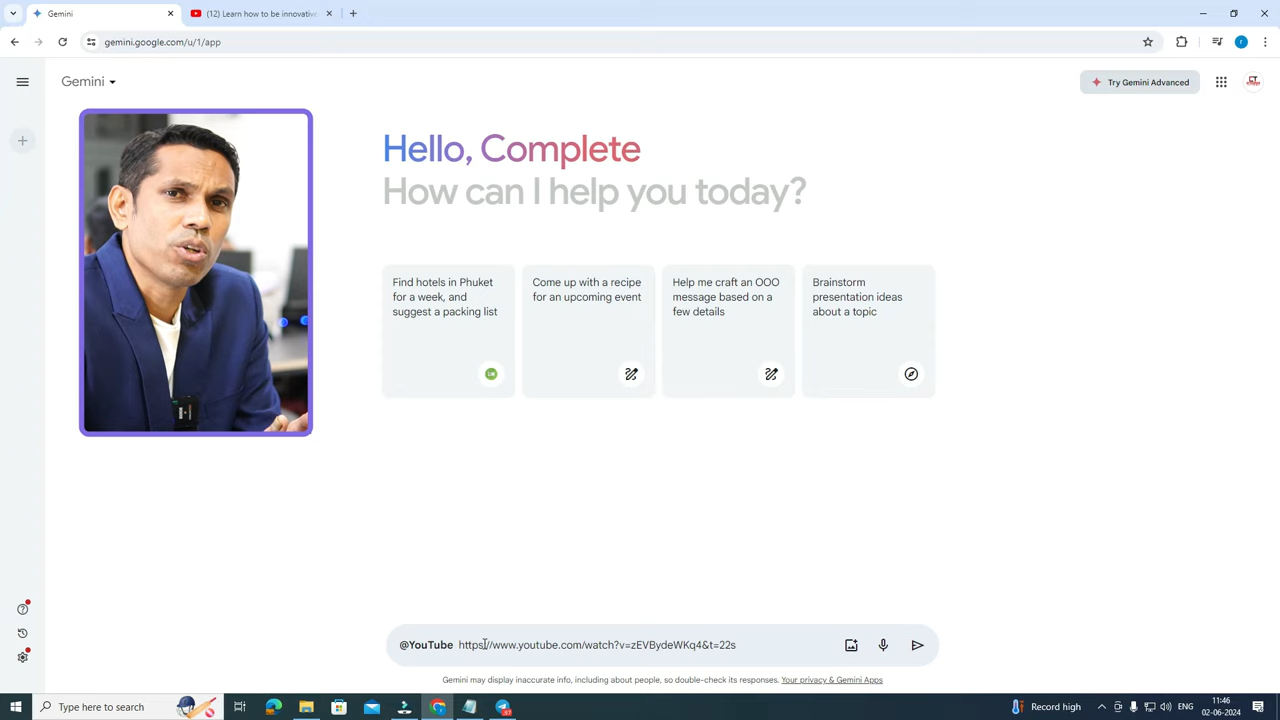 Gemini
(12) Learn how to be innovative
gemini.google.com/u/1/app
Gemini
Try Gemini Advanced
Hello, Complete
How can I help you today?
Find hotels in Phuket
for a week, and
suggest a packing list
Come up with a recipe
for an upcoming event
Help me craft an OOO
message based on a
few details
Brainstorm
presentation ideas
about a topic
@YouTube https://www.youtube.com/watch?v=zEVBydeWKq4&t=22s
Gemini may display inaccurate info, including about people, so double-check its responses. Your privacy & Gemini Apps
Type here to search
Record high
ENG
11:46
02-06-2024